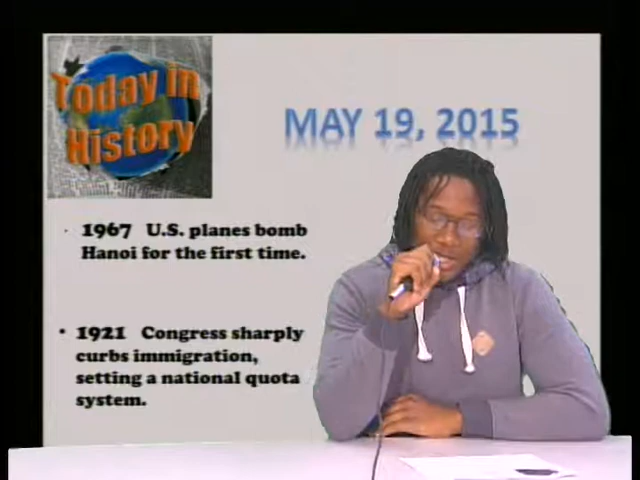 Today in
History
MAY 19, 2015
· 1967 U.S. planes bomb
Hanoi for the first time.
• 1921 Congress sharply
curbs immigration,
setting a national quota
system.